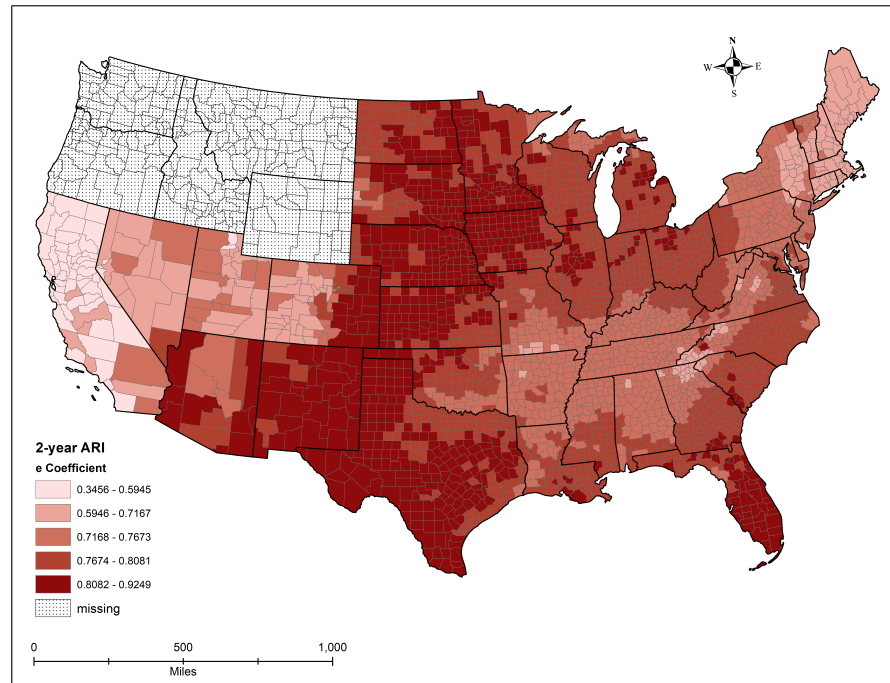 N
W E
S
2-year ARI
e Coefficient
0.3456 - 0.5945
0.5946 - 0.7167
0.7168 - 0.7673
0.7674 - 0.8081
0.8082 - 0.9249
missing
0 500 1,000
Miles